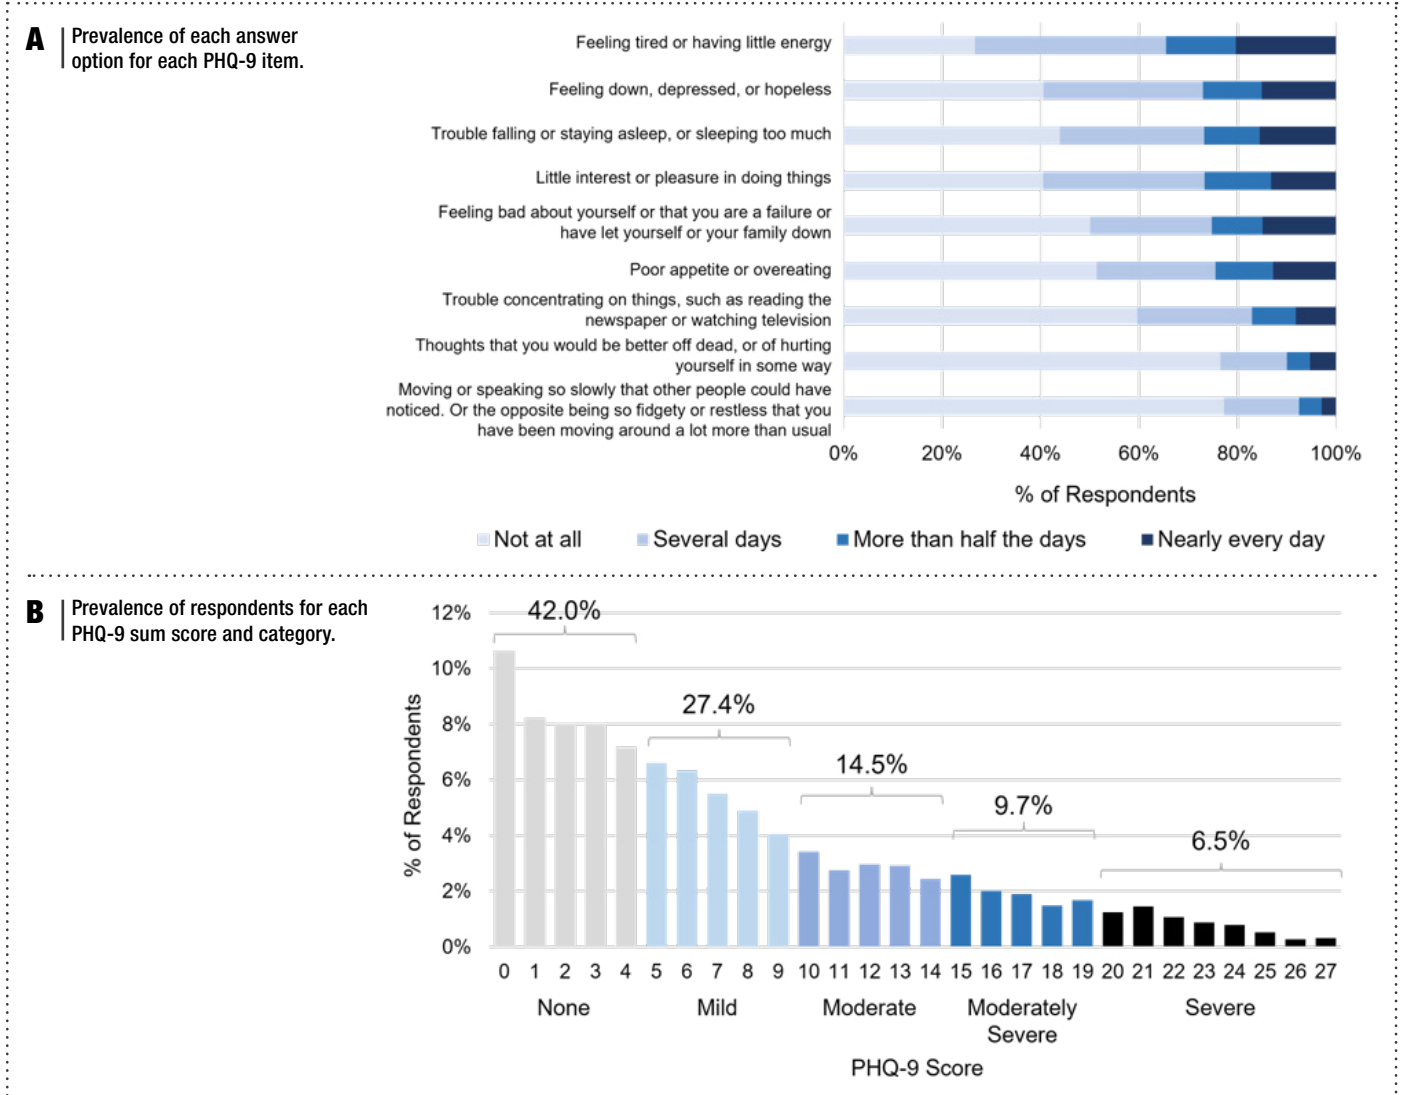 A
Prevalence of each answer
option for each PHQ-9 item.
Feeling tired or having little energy
Feeling down, depressed, or hopeless
Trouble falling or staying asleep, or sleeping too much
Little interest or pleasure in doing things
Feeling bad about yourself or that you are a failure or
have let yourself or your family down
Poor appetite or overeating
Trouble concentrating on things, such as reading the
newspaper or watching television
Thoughts that you would be better off dead, or of hurting
yourself in some way
Moving or speaking so slowly that other people could have
noticed. Or the opposite being so fidgety or restless that you
have been moving around a lot more than usual
0% 20% 40% 60% 80% 100%
% of Respondents
Not at all Several days More than half the days Nearly every day
B
Prevalence of respondents for each
PHQ-9 sum score and category.
% of Respondents
12%
10%
8%
6%
4%
2%
0%
42.0%
27.4%
14.5%
9.7%
6.5%
0 1 2 3 4 5 6 7 8 9 10 11 12 13 14 15 16 17 18 19 20 21 22 23 24 25 26 27
None Mild Moderate Moderately Severe
Severe
PHQ-9 Score